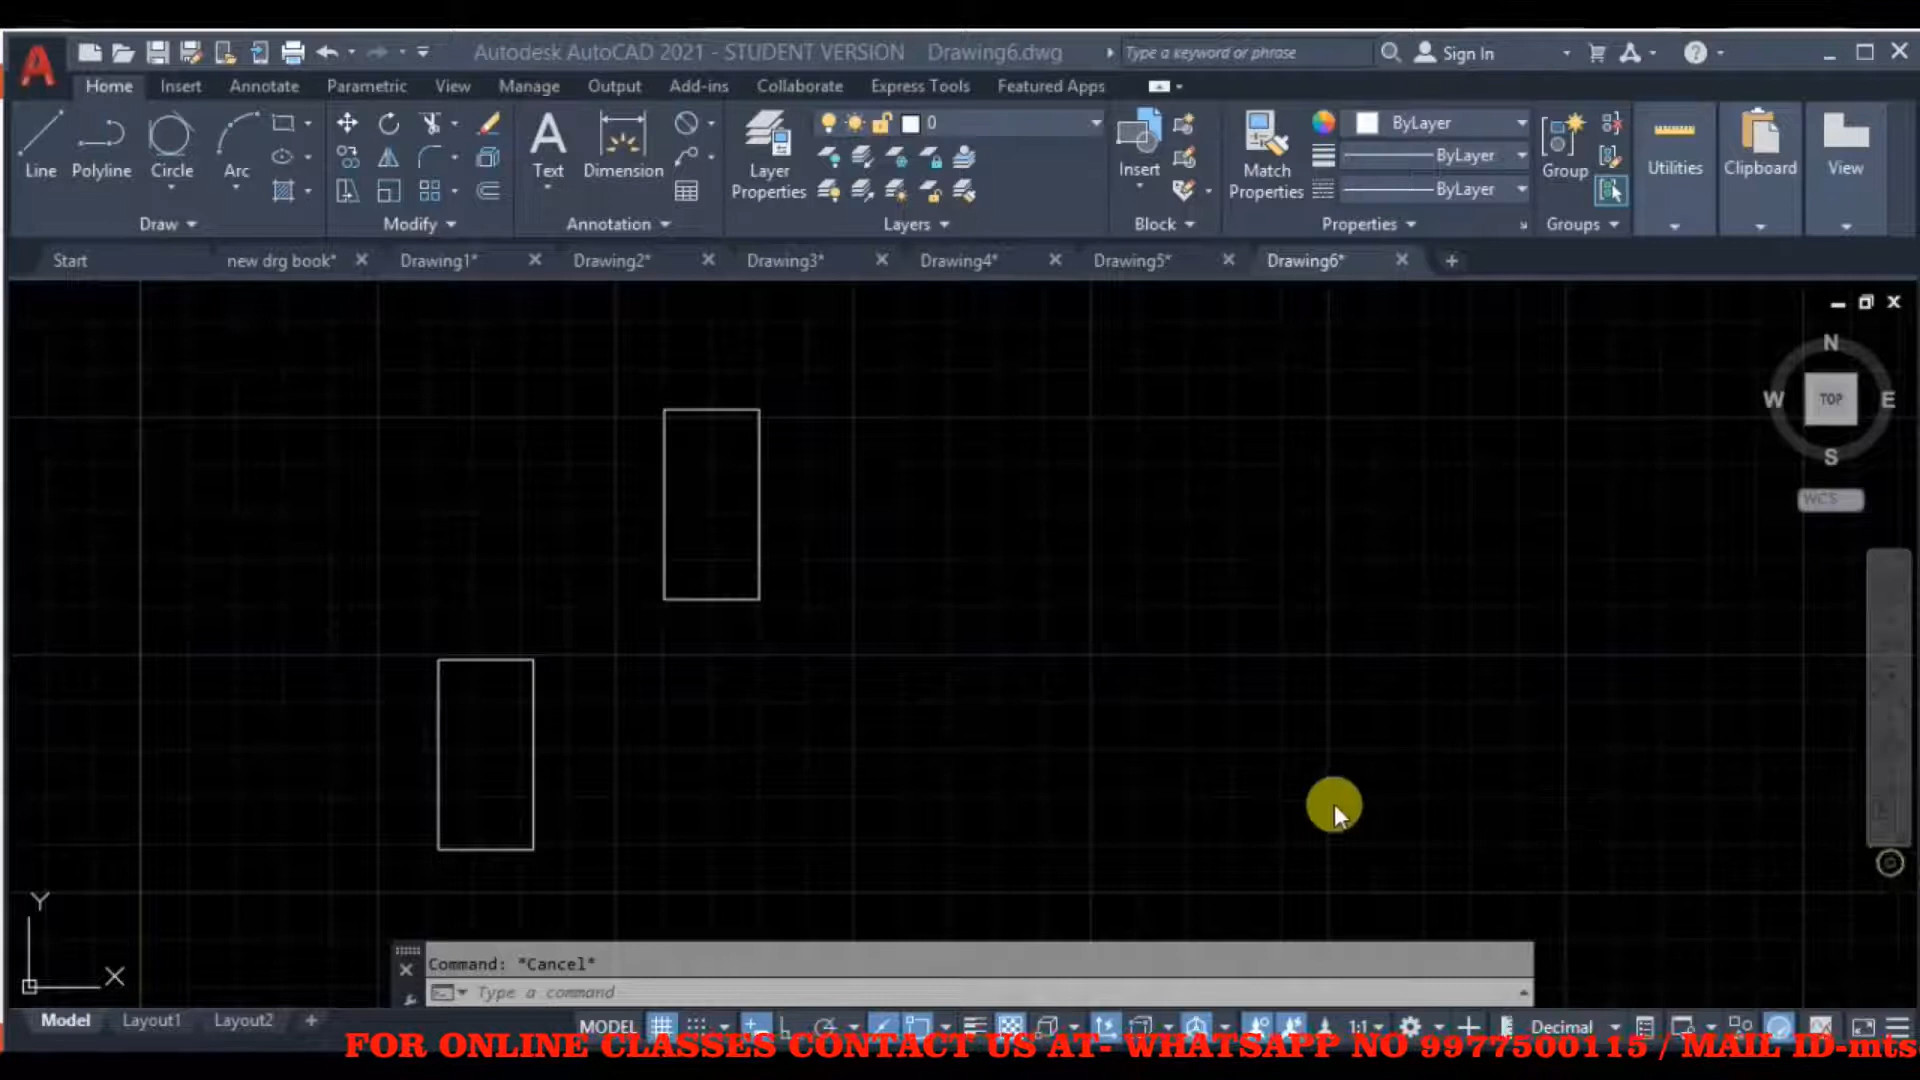 Autodesk AutoCAD 2021 - STUDENT VERSION Drawing6.dwg
Type a keyword or phrase
Sign In
Home Insert Annotate Parametric View Manage Output Add-ins Collaborate Express Tools Featured Apps
0
ByLayer
ByLayer
ByLayer
Line Polyline Circle Arc
Text Dimension
Layer Properties
Insert
Match Properties
Group
Utilities
Clipboard
View
Draw Modify Annotation Layers Block Properties Groups
Start new drg book* Drawing1* Drawing2* Drawing3* Drawing4* Drawing5* Drawing6*
N
W TOP E
S
WCS
Y
X
Command: *Cancel*
Type a command
Model Layout1 Layout2 MODEL 1:1 Decimal
FOR ONLINE CLASSES CONTACT US AT- WHATSAPP NO 9977500115 / MAIL ID-mts